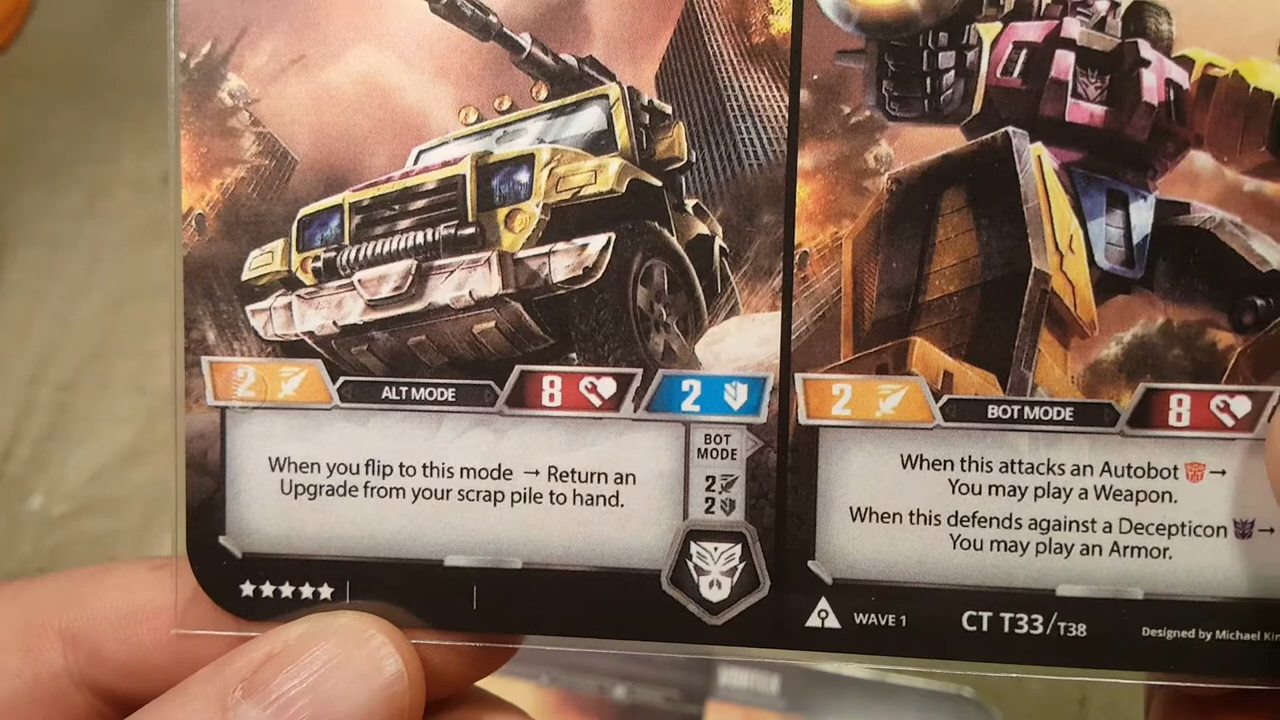 2
ALT MODE
8
2
When you flip to this mode → Return an
Upgrade from your scrap pile to hand.
BOT
MODE
2
2
2
BOT MODE
8
When this attacks an Autobot →
You may play a Weapon.
When this defends against a Decepticon →
You may play an Armor.
WAVE 1
CT T33/T38
Designed by Michael